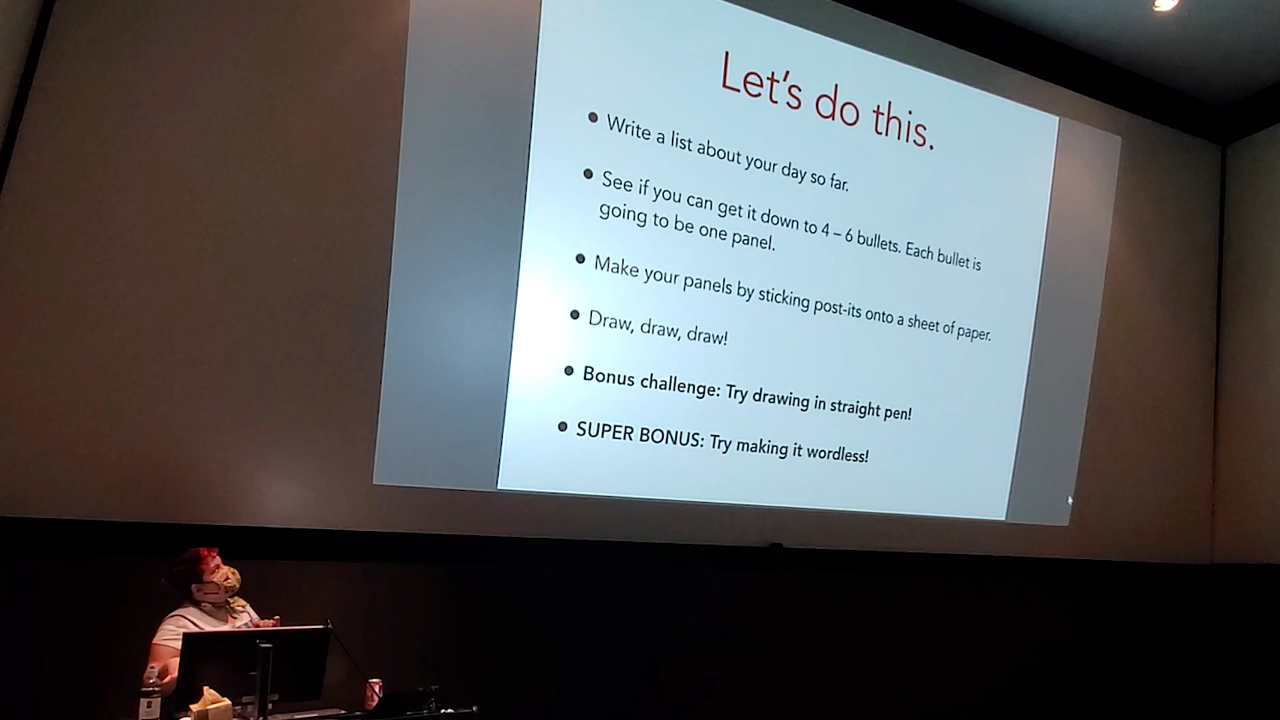 Let's do this.
Write a list about your day so far.
See if you can get it down to 4 – 6 bullets. Each bullet is
going to be one panel.
Make your panels by sticking post-its onto a sheet of paper.
Draw, draw, draw!
Bonus challenge: Try drawing in straight pen!
SUPER BONUS: Try making it wordless!